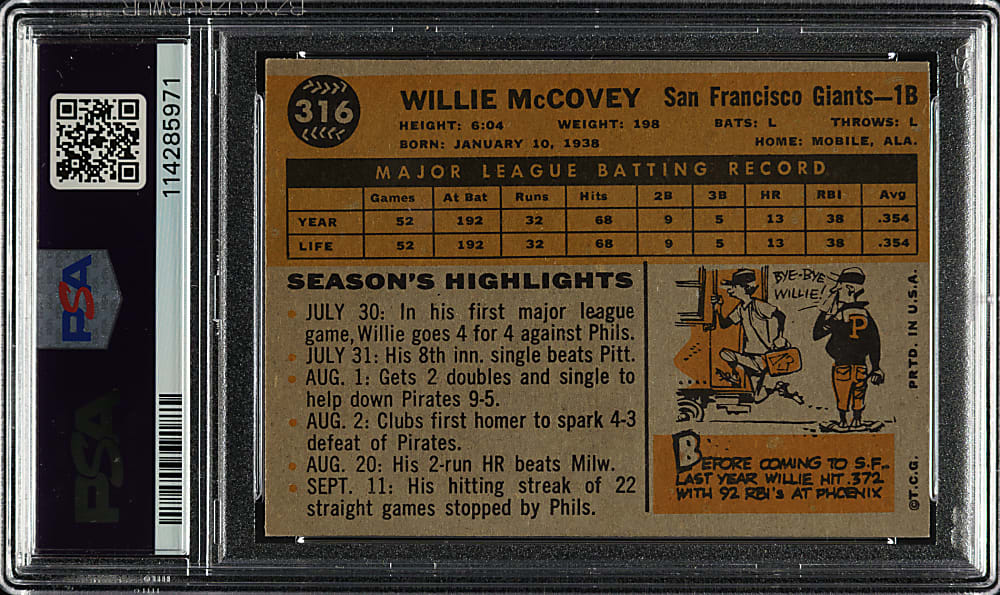 114285971
PSA
PSA
316
WILLIE McCOVEY San Francisco Giants—1B
HEIGHT: 6:04 WEIGHT: 198 BATS: L THROWS: L
BORN: JANUARY 10, 1938 HOME: MOBILE, ALA.
MAJOR LEAGUE BATTING RECORD
Games At Bat Runs Hits 2B 3B HR RBI Avg
YEAR 52 192 32 68 9 5 13 38 .354
LIFE 52 192 32 68 9 5 13 38 .354
SEASON'S HIGHLIGHTS
JULY 30: In his first major league
game, Willie goes 4 for 4 against Phils.
JULY 31: His 8th inn. single beats Pitt.
AUG. 1: Gets 2 doubles and single to
help down Pirates 9-5.
AUG. 2: Clubs first homer to spark 4-3
defeat of Pirates.
AUG. 20: His 2-run HR beats Milw.
SEPT. 11: His hitting streak of 22
straight games stopped by Phils.
BYE-BYE
WILLIE!
P
BEFORE COMING TO S.F.
LAST YEAR WILLIE HIT .372
WITH 92 RBI's AT PHOENIX
PRTD. IN U.S.A.
©T.C.G.